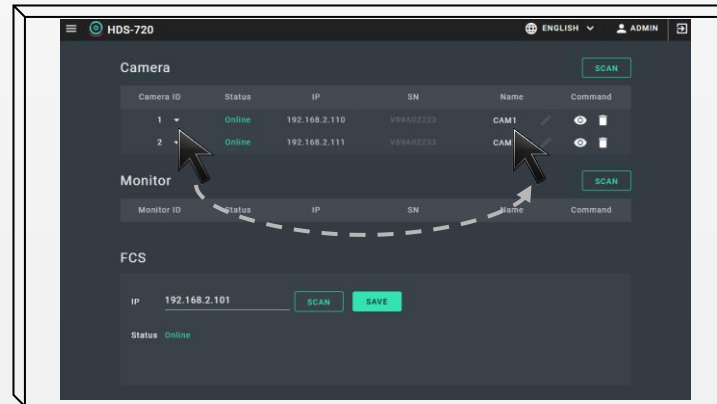 HDS-720 ENGLISH ADMIN
Camera SCAN
Camera ID Status IP SN Name Command
1 Online 192.168.2.110 V89A02223 CAM1
2 Online 192.168.2.111 CAM
Monitor SCAN
Monitor ID Status IP SN Name Command
FCS
IP 192.168.2.101 SCAN SAVE
Status Online